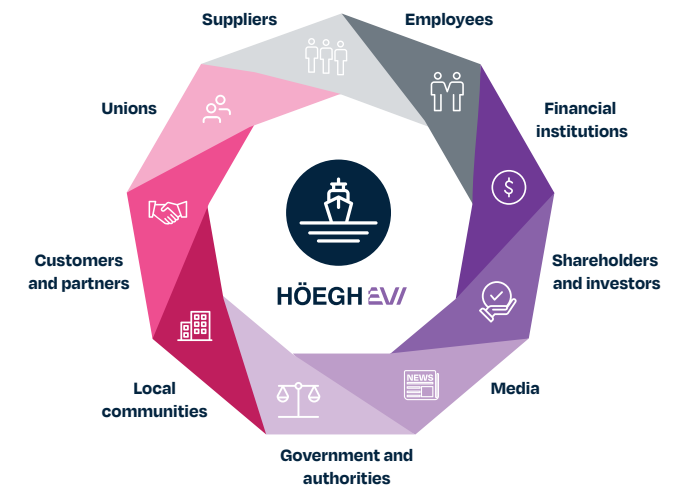 Suppliers
Employees
Unions
Financial
institutions
$
Customers
and partners
Shareholders
and investors
HÖEGH EVI
NEWS
Local
communities
Media
Government and
authorities